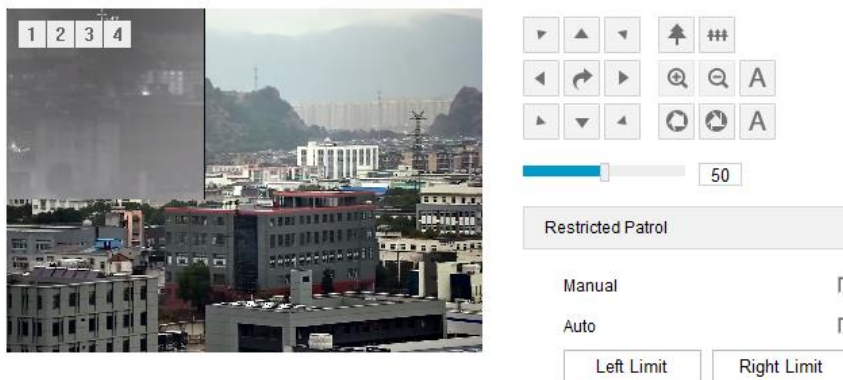 1 2 3 4
A
A
50
Restricted Patrol
Manual
Auto
Left Limit Right Limit